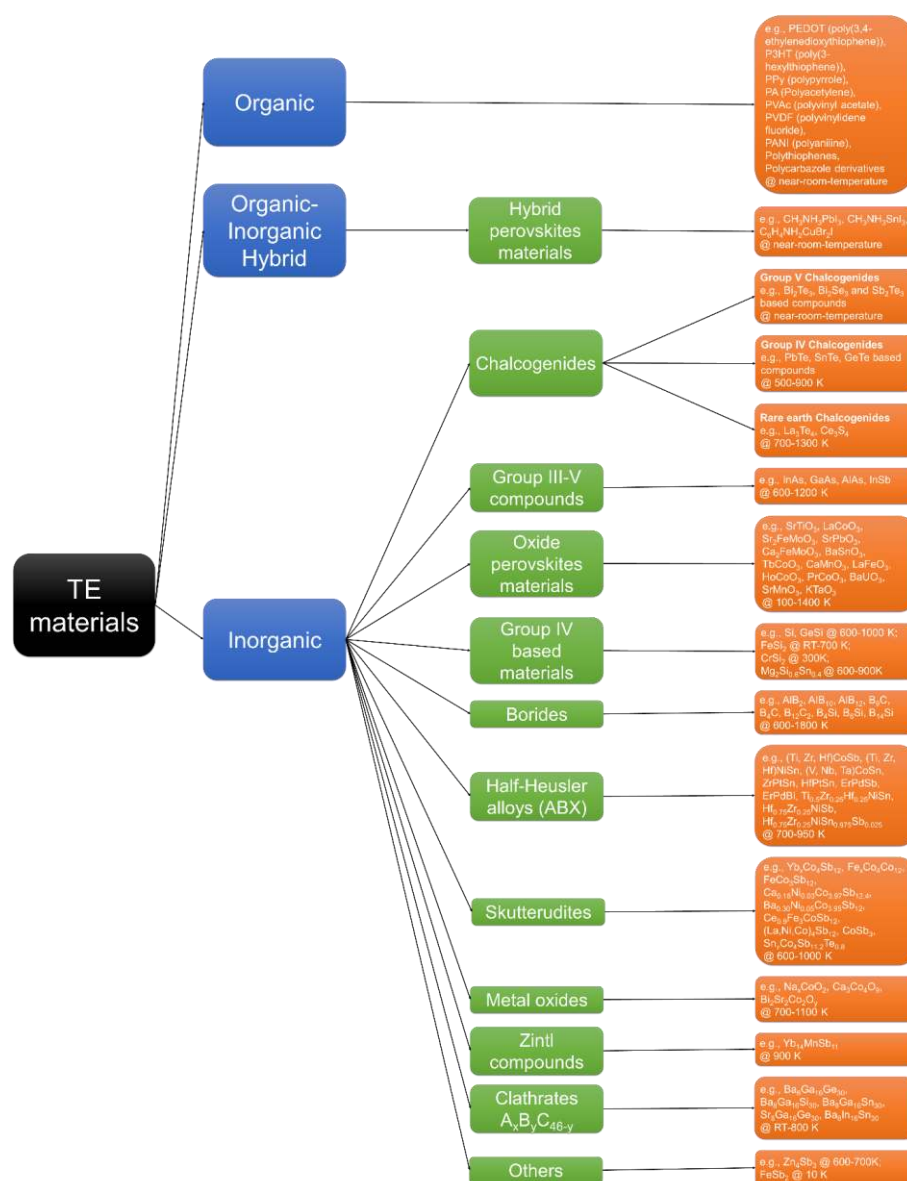 TE
materials
Organic
e.g., PEDOT (poly(3,4-
ethylenedioxythiophene)),
P3HT (poly(3-
hexylthiophene)),
PPy (polypyrrole),
PA (Polyacetylene),
PVAc (polyvinyl acetate),
PVDF (polyvinylidene
fluoride),
PANI (polyaniline),
Polythiophenes,
Polycarbazole derivatives
@ near-room-temperature
Organic-
Inorganic
Hybrid
Hybrid
perovskites
materials
e.g., CH₃NH₃PbI₃, CH₃NH₃SnI₃,
C₆H₄NH₂CuBr₂I
@ near-room-temperature
Inorganic
Chalcogenides
Group V Chalcogenides
e.g., Bi₂Te₃, Bi₂Se₃ and Sb₂Te₃
based compounds
@ near-room-temperature
Group IV Chalcogenides
e.g., PbTe, SnTe, GeTe based
compounds
@ 500-900 K
Rare earth Chalcogenides
e.g., La₃Te₄, Ce₃S₄
@ 700-1300 K
Group III-V
compounds
e.g., InAs, GaAs, AlAs, InSb
@ 600-1200 K
Oxide
perovskites
materials
e.g., SrTiO₃, LaCoO₃,
Sr₂FeMoO₃, SrPbO₃,
Ca₂FeMoO₃, BaSnO₃,
TbCoO₃, CaMnO₃, LaFeO₃,
HoCoO₃, PrCoO₃, BaUO₃,
SrMnO₃, KTaO₃
@ 100-1400 K
Group IV
based
materials
e.g., Si, GeSi @ 600-1000 K;
FeSi₂ @ RT-700 K;
CrSi₂ @ 300K;
Mg₂Si₀.₆Sn₀.₄ @ 600-900K
Borides
e.g., AlB₂, AlB₁₀, AlB₁₂, B₉C,
B₄C, B₁₂C₂, B₄Si, B₆Si, B₁₄Si
@ 600-1800 K
Half-Heusler
alloys (ABX)
e.g., (Ti, Zr, Hf)CoSb, (Ti, Zr,
Hf)NiSn, (V, Nb, Ta)CoSn,
ZrPtSn, HfPtSn, ErPdSb,
ErPdBi, Ti₀.₅Zr₀.₂₅Hf₀.₂₅NiSn,
Hf₀.₇₅Zr₀.₂₅NiSb,
Hf₀.₇₅Zr₀.₂₅NiSn₀.₉₇₅Sb₀.₀₂₅
@ 700-950 K
Skutterudites
e.g., YbₓCo₄Sb₁₂,
FeCo₃Sb₁₂,
Ca₀.₁₈Ni₀.₀₃Co₃.₉₇Sb₁₂.₄,
Ba₀.₃₀Ni₀.₀₅Co₃.₉₅Sb₁₂,
Ce₀.₉Fe₃CoSb₁₂,
(La,Ni,Co)₄Sb₁₂, CoSb₃,
SnₓCo₄Sb₁₁.₂Te₀.₈
@ 600-1000 K
Metal oxides
e.g., NaₓCoO₂, Ca₃Co₄O₉,
Bi₂Sr₂Co₂Oᵧ
@ 700-1100 K
Zintl
compounds
e.g., Yb₁₄MnSb₁₁
@ 900 K
Clathrates
AₓBᵧC₄₆₋ᵧ
e.g., Ba₈Ga₁₆Ge₃₀,
Ba₈Ga₁₆Si₃₀, Ba₈Ga₁₆Sn₃₀,
Sr₈Ga₁₆Ge₃₀, Ba₈In₁₆Sn₃₀
@ RT-800 K
Others
e.g., Zn₄Sb₃ @ 600-700K;
FeSb₂ @ 10 K